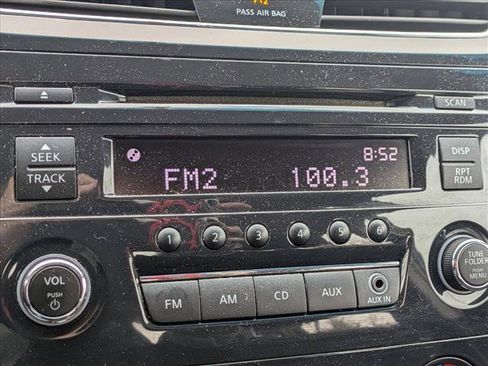 PASS AIR BAG
SCAN
SEEK
TRACK
8:52
FM2 100.3
DISP
RPT
RDM
1 2 3 4 5 6
VOL
PUSH
FM AM CD AUX
AUX IN
TUNE
FOLDER
PUSH
MENU